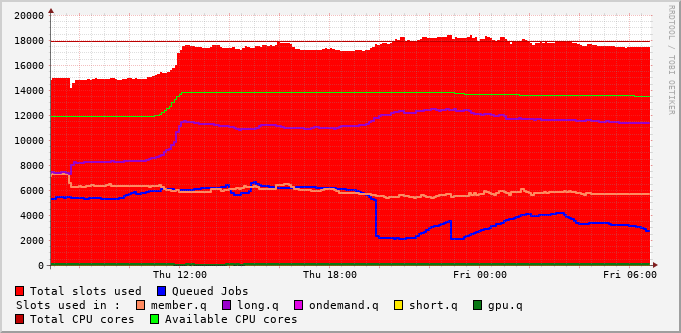 20000
18000
16000
14000
12000
10000
8000
6000
4000
2000
0
Thu 12:00 Thu 18:00 Fri 00:00 Fri 06:00
Total slots used Queued Jobs
Slots used in : member.q long.q ondemand.q short.q gpu.q
Total CPU cores Available CPU cores
RRDTOOL / TOBI OETIKER